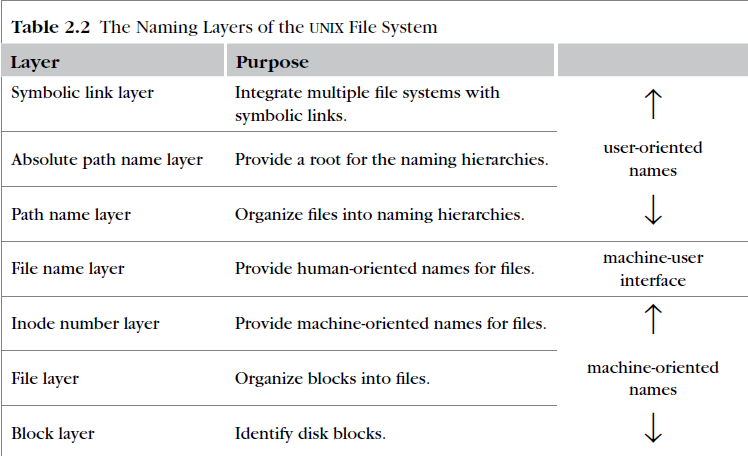 Table 2.2 The Naming Layers of the UNIX File System
Layer Purpose
Symbolic link layer Integrate multiple file systems with
symbolic links.
↑
Absolute path name layer Provide a root for the naming hierarchies.
user-oriented
names
Path name layer Organize files into naming hierarchies.
↓
File name layer Provide human-oriented names for files.
machine-user
interface
Inode number layer Provide machine-oriented names for files.
↑
File layer Organize blocks into files.
machine-oriented
names
Block layer Identify disk blocks.
↓